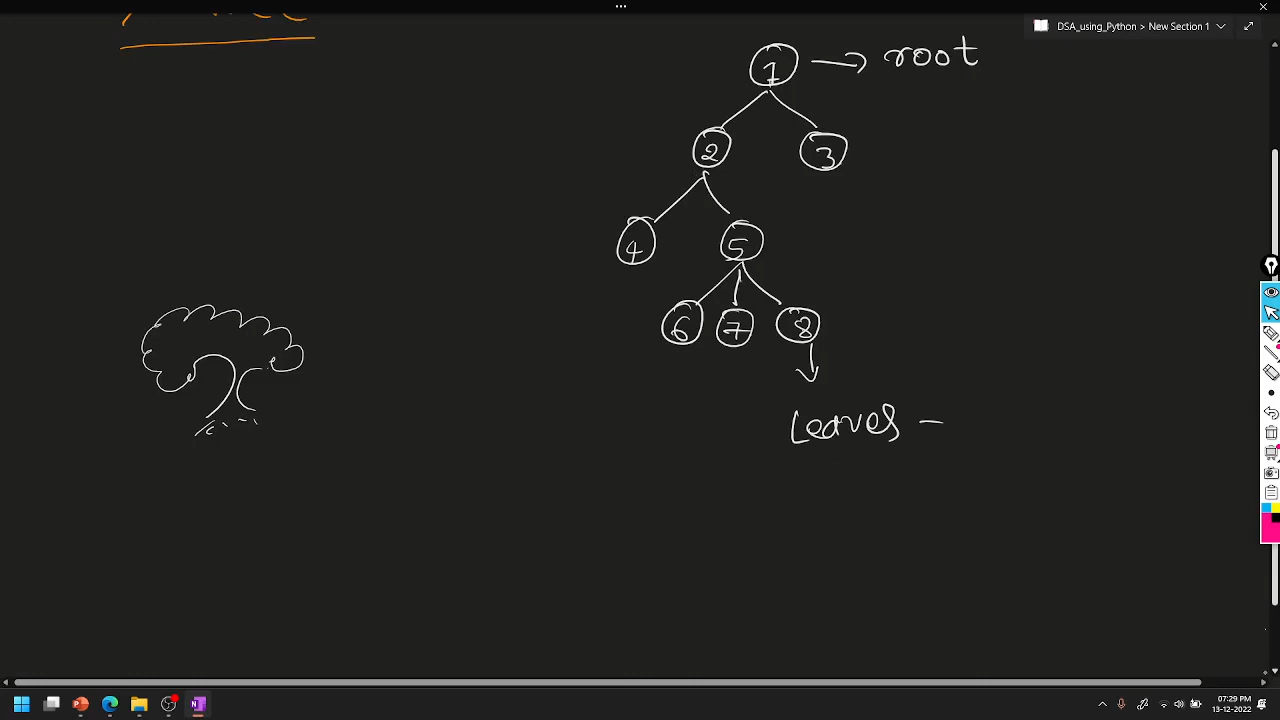 DSA_using_Python > New Section 1
1 → root
2 3
4 5
6 7 8
Leaves -
07:29 PM
13-12-2022